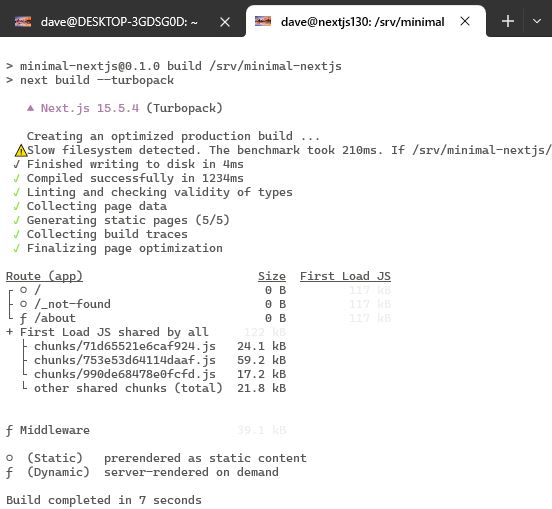 dave@DESKTOP-3GDSG0D: ~
dave@nextjs130: /srv/minimal
> minimal-nextjs@0.1.0 build /srv/minimal-nextjs
> next build --turbopack
▲ Next.js 15.5.4 (Turbopack)
Creating an optimized production build ...
⚠ Slow filesystem detected. The benchmark took 210ms. If /srv/minimal-nextjs/
✓ Finished writing to disk in 4ms
✓ Compiled successfully in 1234ms
✓ Linting and checking validity of types
✓ Collecting page data
✓ Generating static pages (5/5)
✓ Collecting build traces
✓ Finalizing page optimization
Route (app) Size First Load JS
┌ ○ / 0 B 117 kB
├ ○ /_not-found 0 B 117 kB
└ ƒ /about 0 B 117 kB
+ First Load JS shared by all 122 kB
├ chunks/71d65521e6caf924.js 24.1 kB
├ chunks/753e53d64114daaf.js 59.2 kB
├ chunks/990de68478e0fcfd.js 17.2 kB
└ other shared chunks (total) 21.8 kB
ƒ Middleware 39.1 kB
○ (Static) prerendered as static content
ƒ (Dynamic) server-rendered on demand
Build completed in 7 seconds